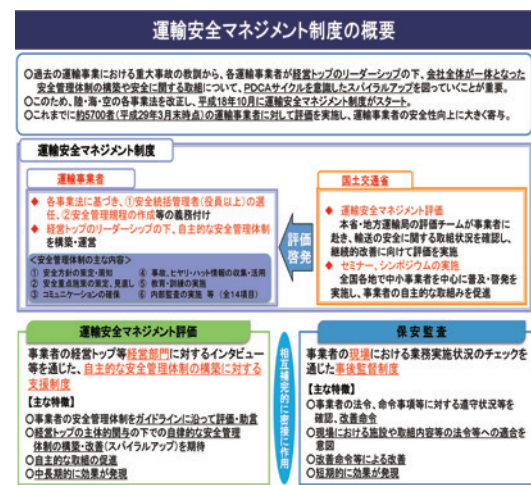 運輸安全マネジメント制度の概要
○過去の運輸事業における重大事故の教訓から、各運輸事業者が経営トップのリーダーシップの下、会社全体が一体となった
安全管理体制の構築や安全に関する取組について、PDCAサイクルを意識したスパイラルアップを図っていくことが重要。
○このため、陸・海・空の各事業法を改正し、平成18年10月に運輸安全マネジメント制度がスタート。
○これまでに約5700者(平成29年3月末時点)の運輸事業者に対して評価を実施し、運輸事業者の安全性向上に大きく寄与。
運輸安全マネジメント制度
運輸事業者
◆ 各事業法に基づき、①安全統括管理者(役員以上)の選
任、②安全管理規程の作成等の義務付け
◆ 経営トップのリーダーシップの下、自主的な安全管理体制
を構築・運営
<安全管理体制の主な内容>
① 安全方針の策定・周知
② 安全重点施策の策定、見直し
③ コミュニケーションの確保
④ 事故、ヒヤリ・ハット情報の収集・活用
⑤ 教育・訓練の実施
⑥ 内部監査の実施 等 (全14項目)
評価
啓発
国土交通省
◆ 運輸安全マネジメント評価
本省・地方運輸局の評価チームが事業者に
赴き、輸送の安全に関する取組状況を確認し、
継続的改善に向けて評価を実施
◆ セミナー、シンポジウムの実施
全国各地で中小事業者を中心に普及・啓発を
実施し、事業者の自主的な取組みを促進
運輸安全マネジメント評価
事業者の経営トップ等経営部門に対するインタビュー
等を通じた、自主的な安全管理体制の構築に対する
支援制度
【主な特徴】
○事業者の安全管理体制をガイドラインに沿って評価・助言
○経営トップの主体的関与の下での自律的な安全管理
体制の構築・改善(スパイラルアップ)を期待
○自主的な取組の促進
○中長期的に効果が発現
相互補完的に密接に作用
保安監査
事業者の現場における業務実施状況のチェックを
通じた事後監督制度
【主な特徴】
○事業者の法令、命令事項等に対する遵守状況等を
確認、改善命令
○現場における施設や取組内容等の法令等への適合を
意図
○改善命令等による改善
○短期的に効果が発現